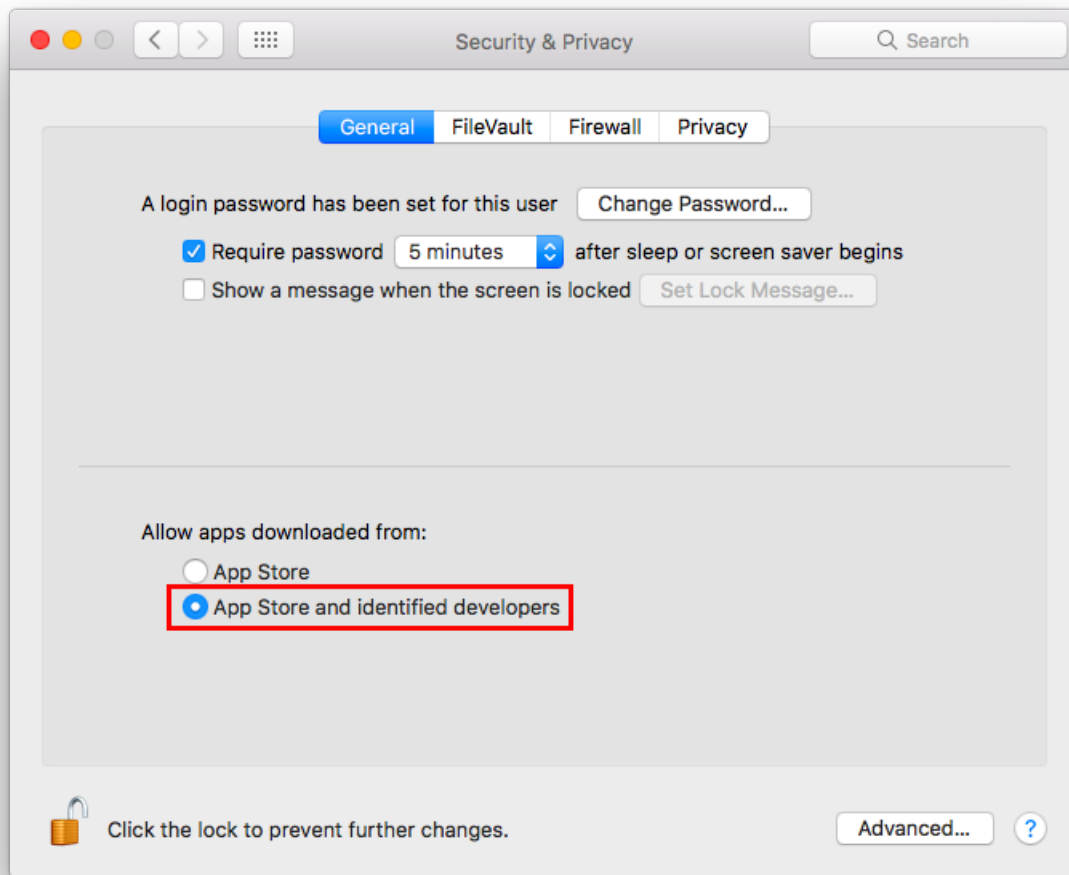 Security & Privacy
Search
General FileVault Firewall Privacy
A login password has been set for this user Change Password...
Require password 5 minutes after sleep or screen saver begins
Show a message when the screen is locked Set Lock Message...
Allow apps downloaded from:
App Store
App Store and identified developers
Click the lock to prevent further changes. Advanced... ?